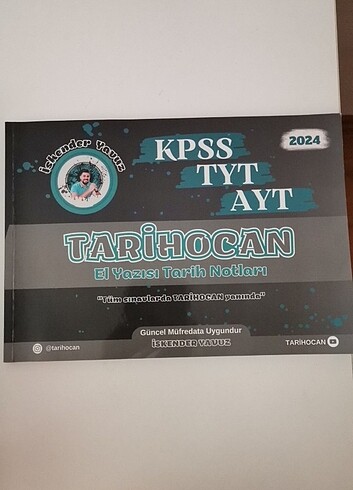 İskender Yavuz
2024
KPSS
TYT
AYT
TARİHOCAN
El Yazısı Tarih Notları
"Tüm sınavlarda TARİHOCAN yanında"
Güncel Müfredata Uygundur
İSKENDER YAVUZ
@tarihocan
TARİHOCAN